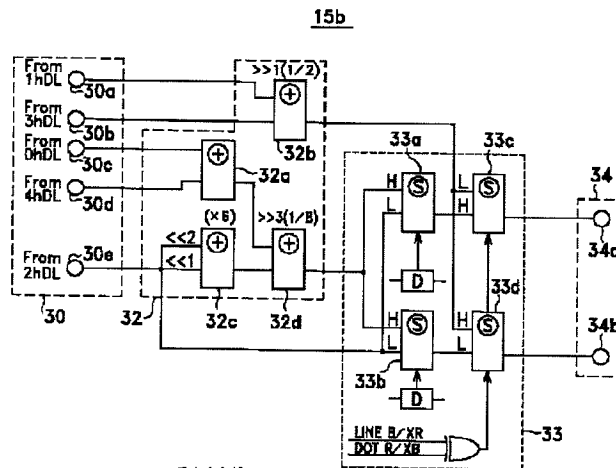 15b
From 1hDL
30a
From 3hDL
30b
From 0hDL
30c
From 4hDL
30d
From 2hDL
30e
30
>>1(1/2)
32b
32a
(×6)
>>3(1/8)
<<2
<<1
32
32c
32d
33a
33c
H
L
L
H
D
33d
H
L
H
L
33b
D
LINE B/XR
DOT R/XB
33
34
34a
34b